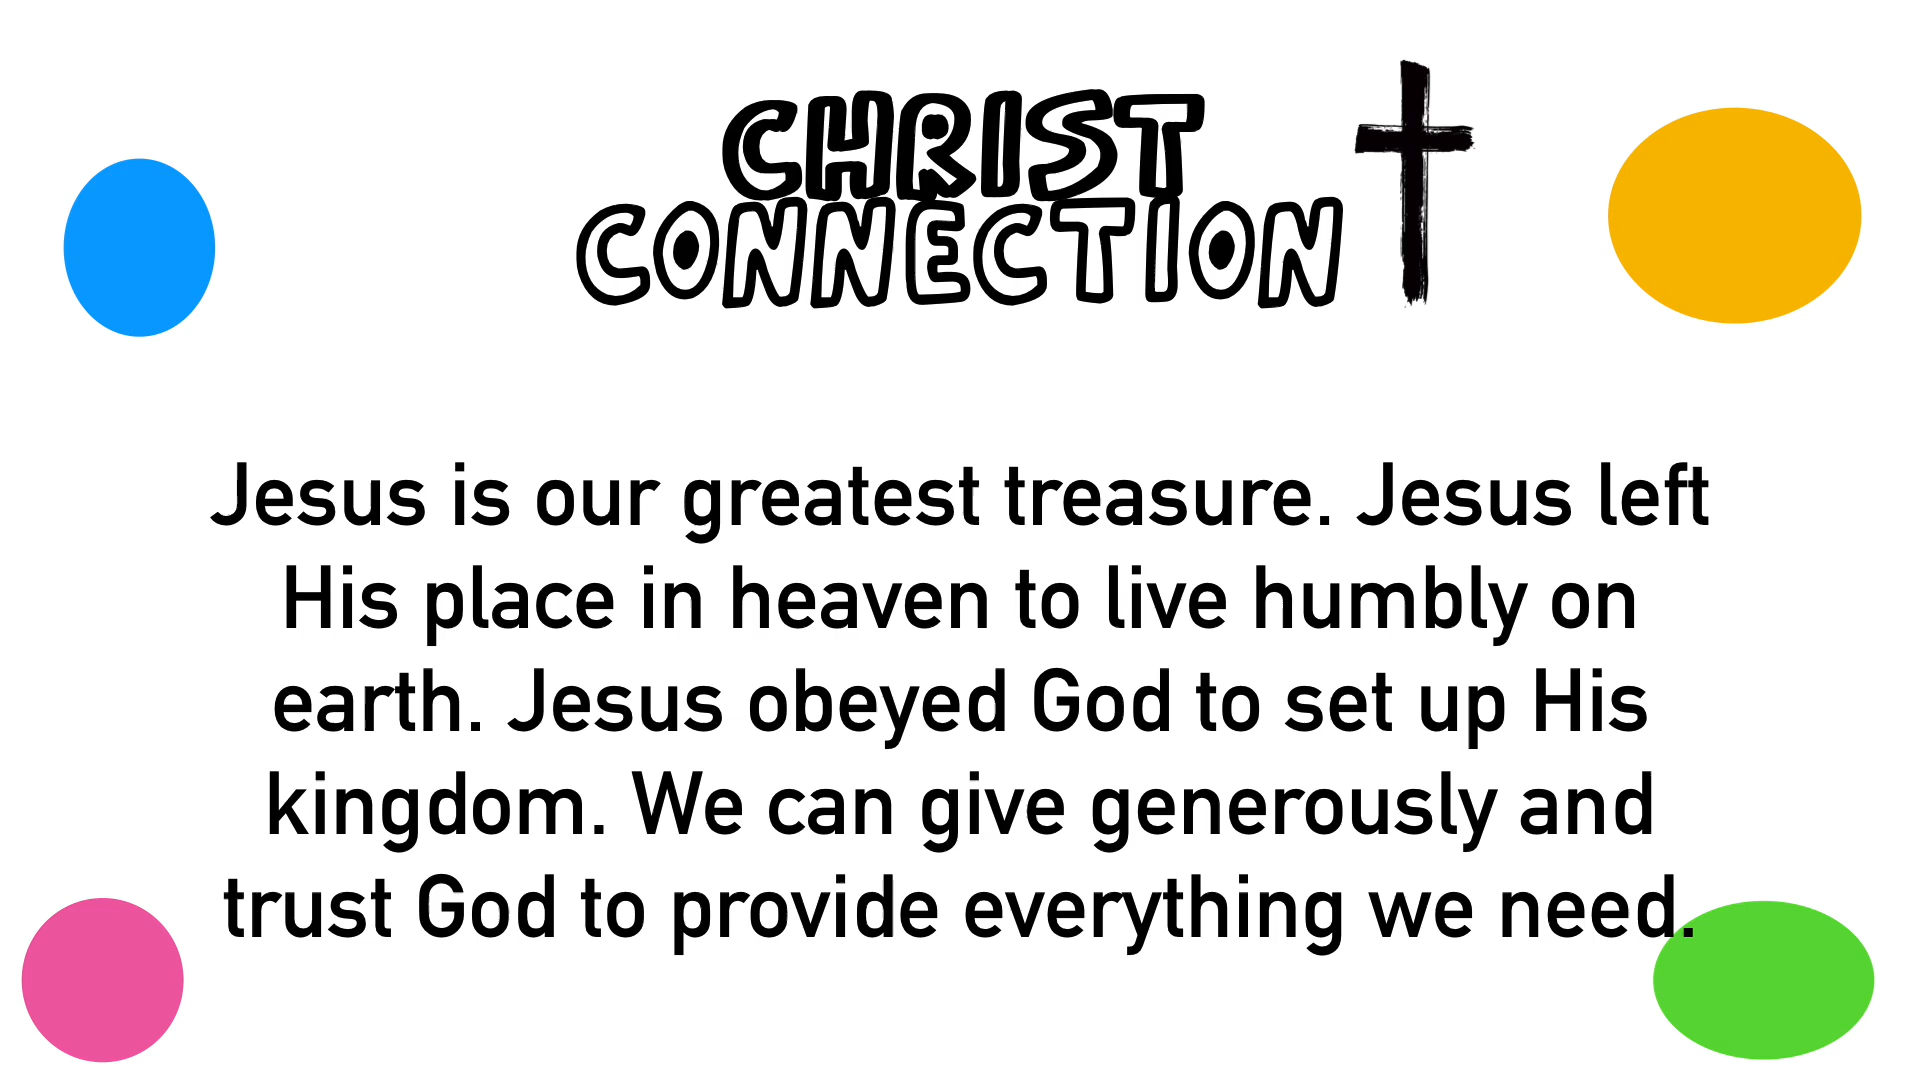 CHRIST
CONNECTION
Jesus is our greatest treasure. Jesus left
His place in heaven to live humbly on
earth. Jesus obeyed God to set up His
kingdom. We can give generously and
trust God to provide everything we need.